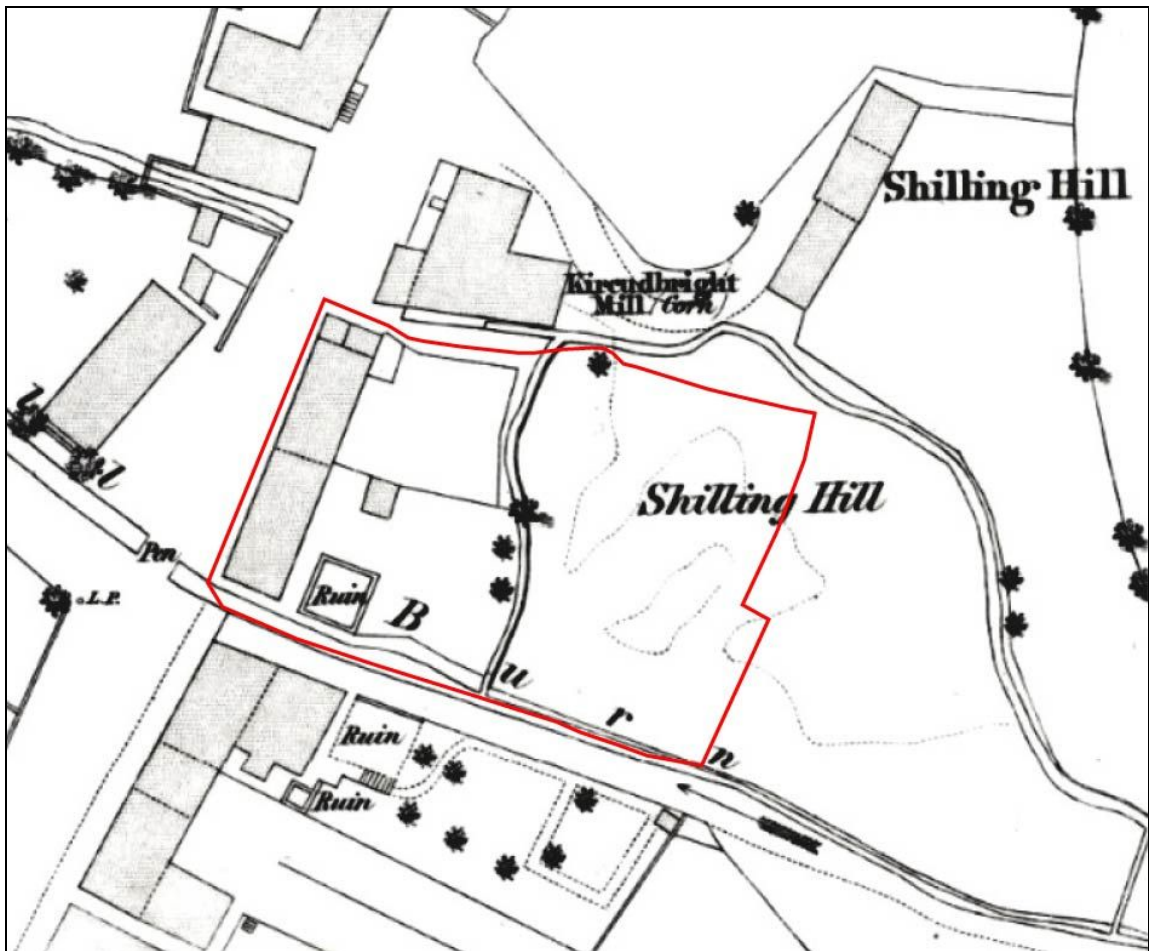 Shilling Hill
Kircudbright
Mill (Corn)
Shilling Hill
l
l
Pen
L.P.
Ruin
B u r n
Ruin
Ruin